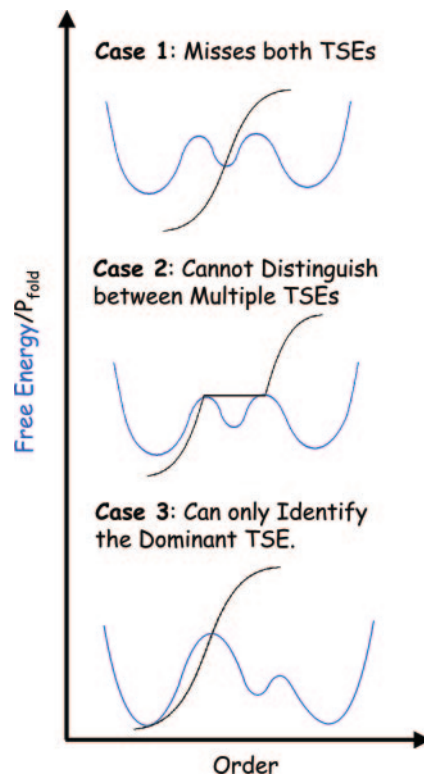 Case 1: Misses both TSEs
Case 2: Cannot Distinguish
between Multiple TSEs
Case 3: Can only Identify
the Dominant TSE.
Free Energy/Pfold
Order